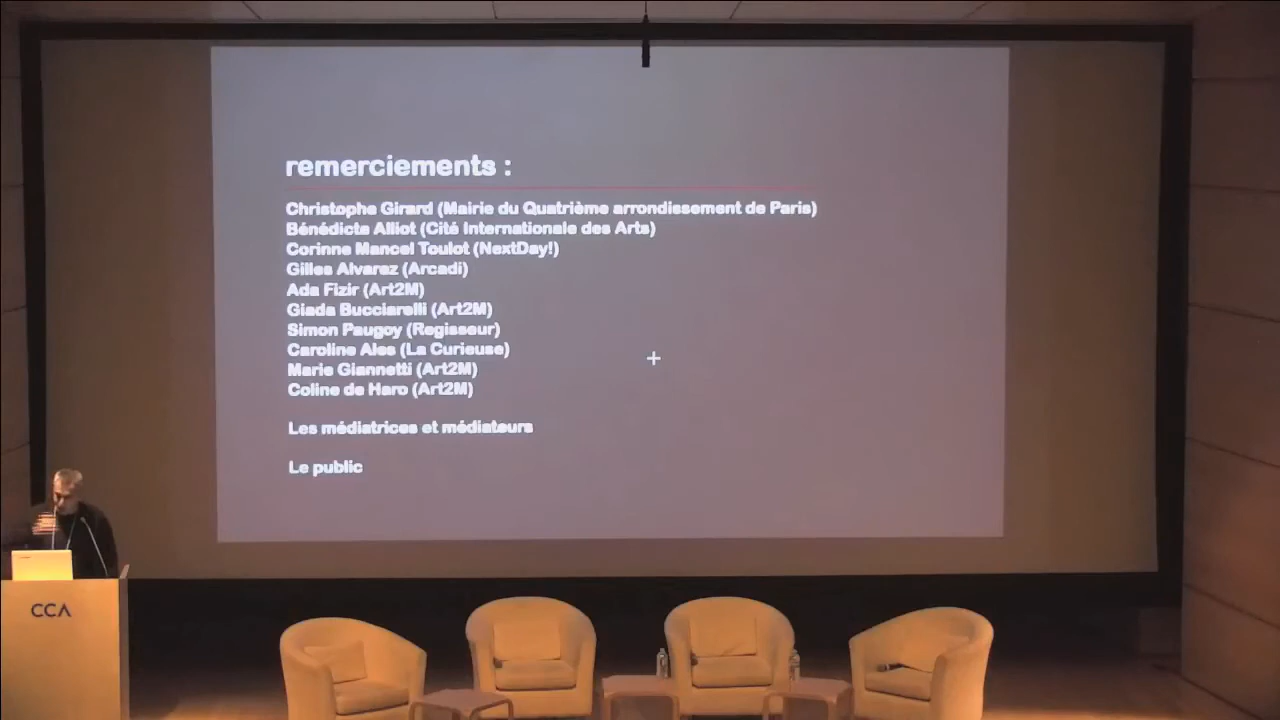 remerciements :
Christophe Girard (Mairie du Quatrième arrondissement de Paris)
Bénédicte Alliot (Cité Internationale des Arts)
Corinne Mancel Toulot (NextDay!)
Gilles Alvarez (Arcadi)
Ada Fizir (Art2M)
Giada Bucciarelli (Art2M)
Simon Paugoy (Regisseur)
Caroline Ales (La Curieuse)
Marie Giannetti (Art2M)
Coline de Haro (Art2M)
Les médiatrices et médiateurs
Le public
CCA